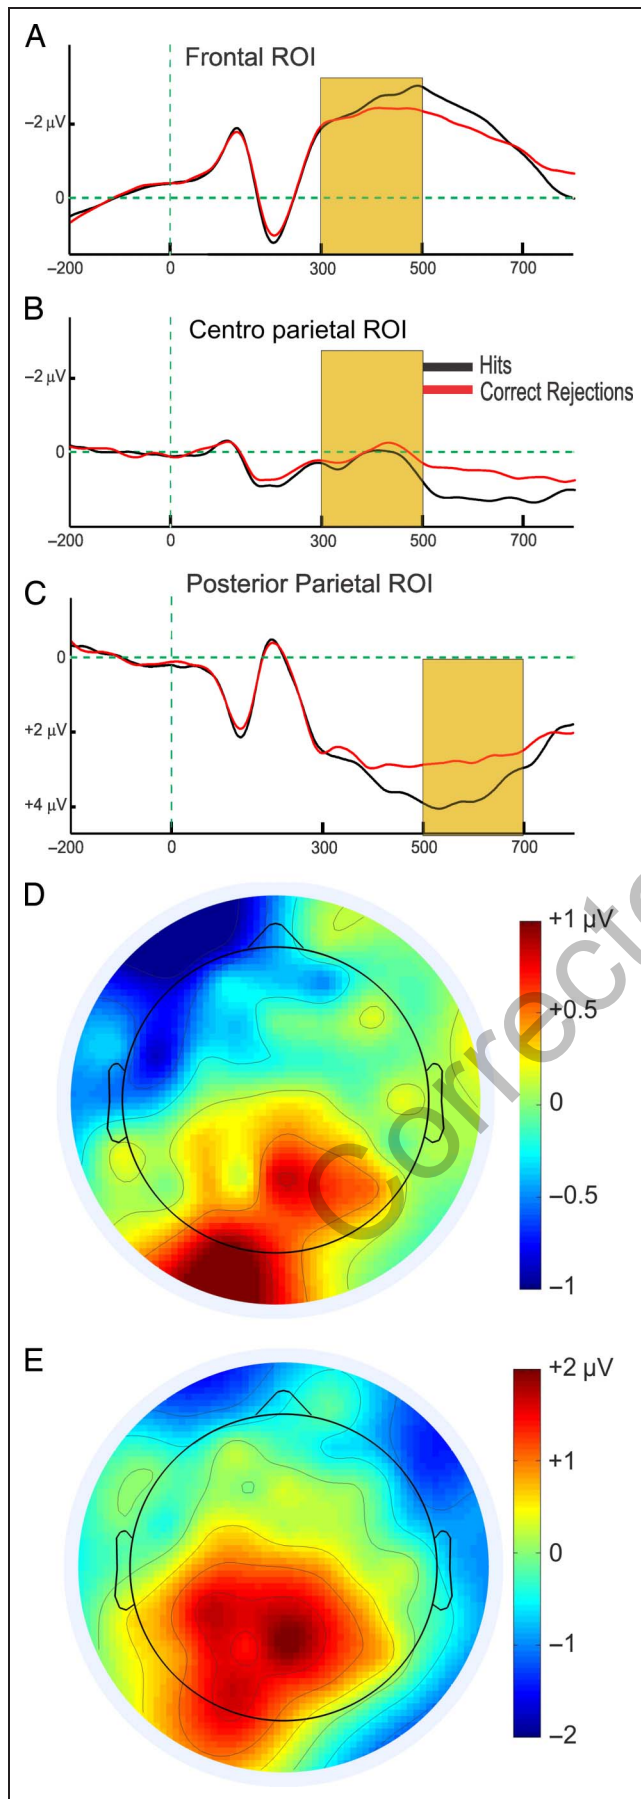 A
Frontal ROI
−2 µV
0
−200
0
300
500
700
B
Centro parietal ROI
−2 µV
Hits
Correct Rejections
0
−200
0
300
500
700
C
Posterior Parietal ROI
0
+2 µV
+4 µV
−200
0
300
500
700
D
+1 µV
+0.5
0
−0.5
−1
Correcte
E
+2 µV
+1
0
−1
−2